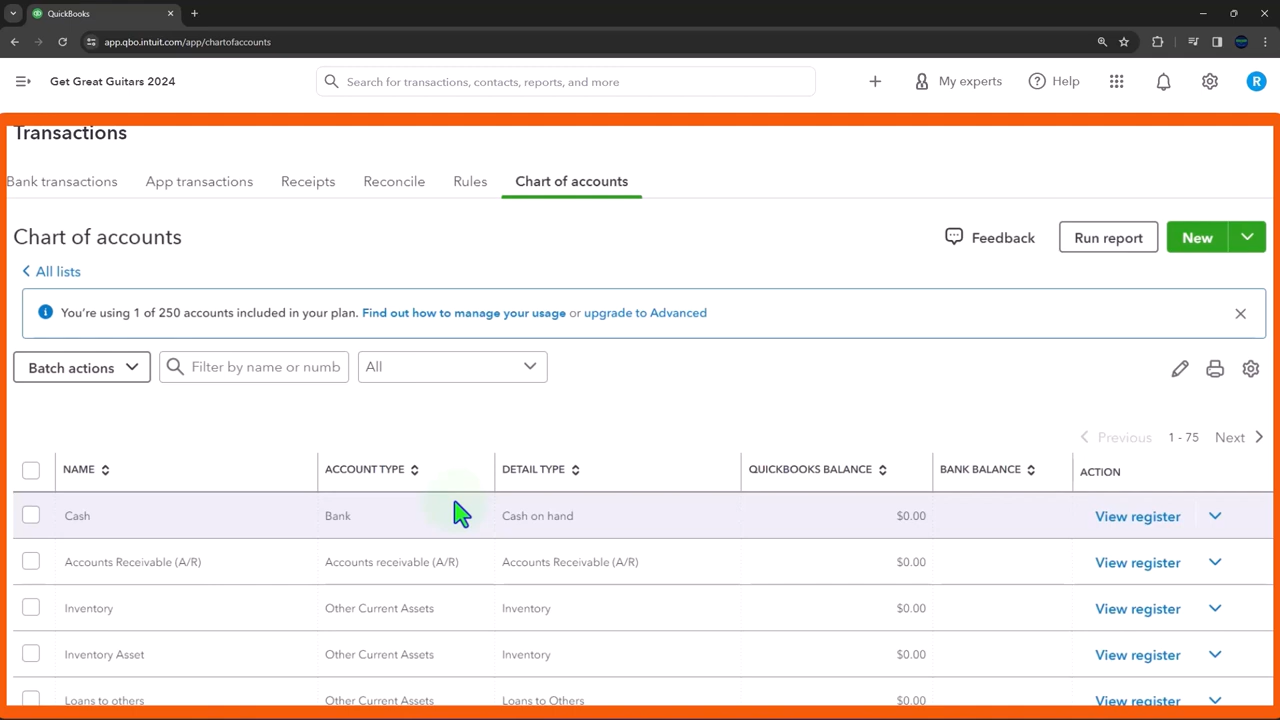 QuickBooks
app.qbo.intuit.com/app/chartofaccounts
Get Great Guitars 2024
Search for transactions, contacts, reports, and more
My experts
Help
R
Transactions
Bank transactions
App transactions
Receipts
Reconcile
Rules
Chart of accounts
Chart of accounts
Feedback
Run report
New
All lists
You're using 1 of 250 accounts included in your plan. Find out how to manage your usage or upgrade to Advanced
Batch actions
Filter by name or numb
All
Previous 1 - 75 Next
NAME ACCOUNT TYPE DETAIL TYPE QUICKBOOKS BALANCE BANK BALANCE ACTION
Cash Bank Cash on hand $0.00 View register
Accounts Receivable (A/R) Accounts receivable (A/R) Accounts Receivable (A/R) $0.00 View register
Inventory Other Current Assets Inventory $0.00 View register
Inventory Asset Other Current Assets Inventory $0.00 View register
Loans to others Other Current Assets Loans to Others $0.00 View register